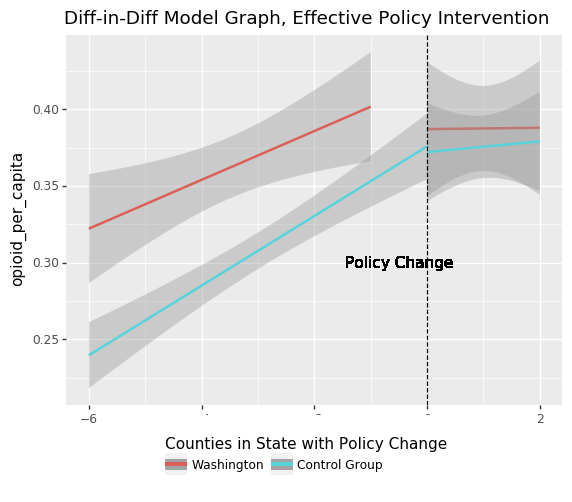 Diff-in-Diff Model Graph, Effective Policy Intervention
opioid_per_capita
0.40
0.35
0.30
0.25
Policy Change
−6
2
Counties in State with Policy Change
Washington
Control Group